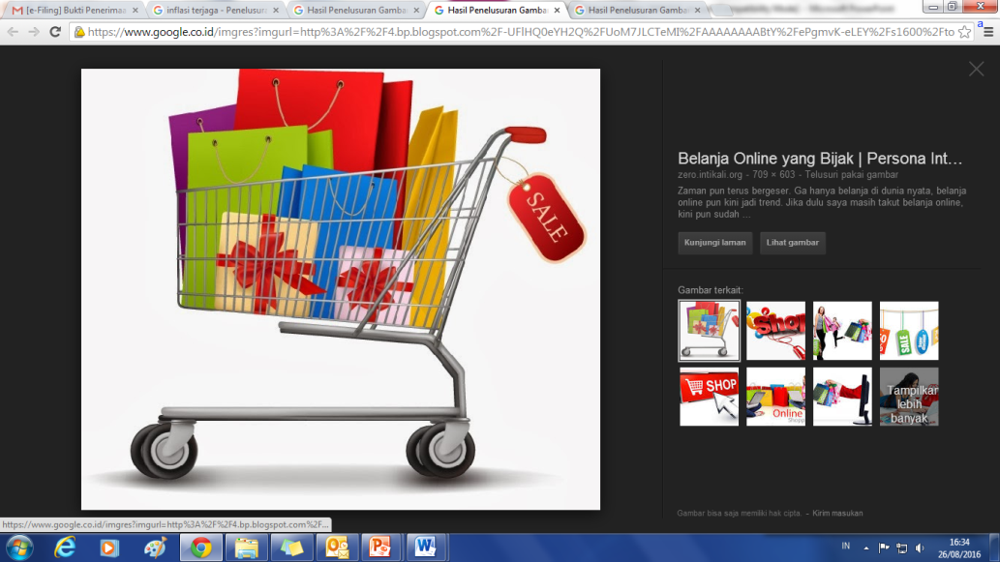 [e-Filing] Bukti Penerimaa
inflasi terjaga - Penelusur
Hasil Penelusuran Gamba
Hasil Penelusuran Gamba
Hasil Penelusuran Gamba
https://www.google.co.id/imgres?imgurl=http%3A%2F%2F4.bp.blogspot.com%2F-UFlHQ0eYH2Q%2FUoM7JLCTeMI%2FAAAAAAAABtY%2FePgmvK-eLEY%2Fs1600%2Fto
a
SALE
Belanja Online yang Bijak | Persona Int...
zero.intikali.org - 709 × 603 - Telusuri pakai gambar
Zaman pun terus bergeser. Ga hanya belanja di dunia nyata, belanja
online pun kini jadi trend. Jika dulu saya masih takut belanja online,
kini pun sudah ...
Kunjungi laman
Lihat gambar
Gambar terkait:
Shop
SALE
SHOP
Online
Tampilkan
lebih
banyak
Gambar bisa saja memiliki hak cipta. - Kirim masukan
https://www.google.co.id/imgres?imgurl=http%3A%2F%2F4.bp.blogspot.com%2F...
IN
16:34
26/08/2016